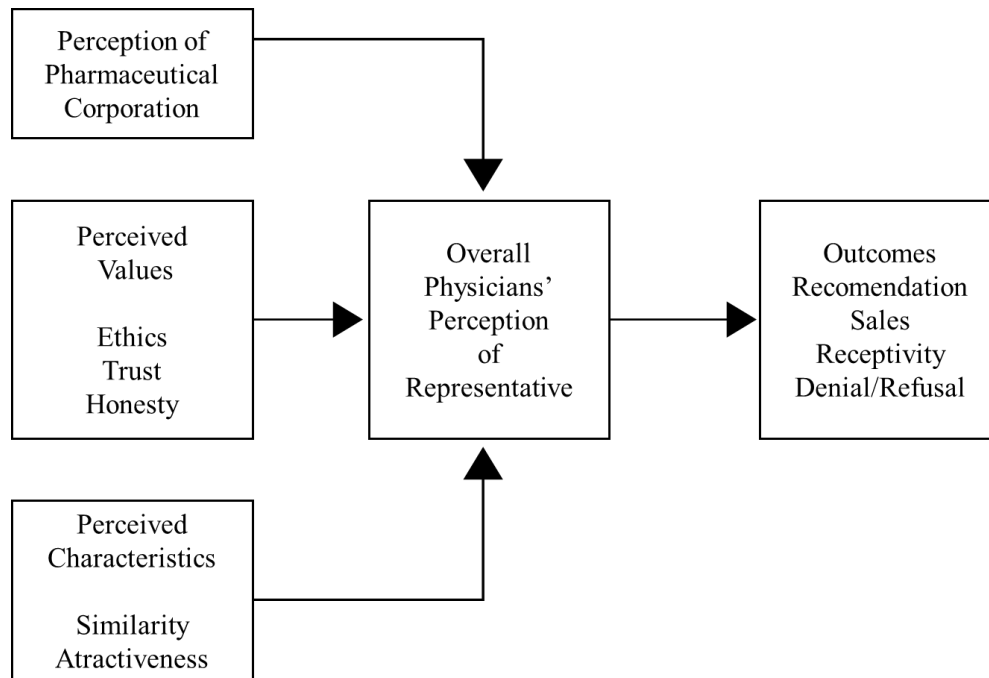 Perception of
Pharmaceutical
Corporation
Perceived
Values
Ethics
Trust
Honesty
Overall
Physicians’
Perception
of
Representative
Outcomes
Recomendation
Sales
Receptivity
Denial/Refusal
Perceived
Characteristics
Similarity
Atractiveness